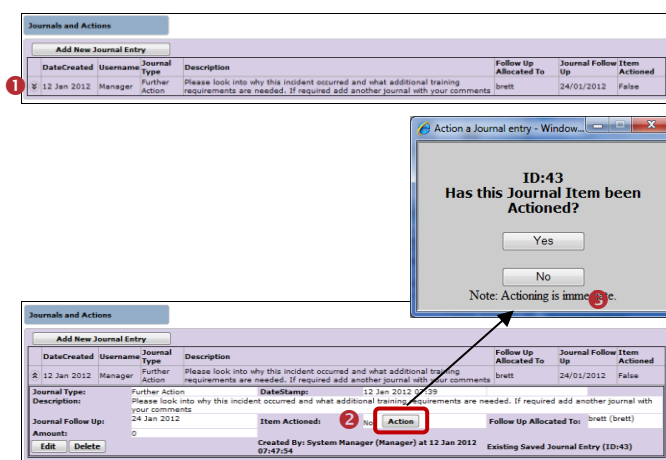 Journals and Actions
Add New Journal Entry
DateCreated Username Journal Type Description Follow Up Allocated To Journal Follow Up Item Actioned
1 12 Jan 2012 Manager Further Action Please look into why this incident occurred and what additional training requirements are needed. If required add another journal with your comments brett 24/01/2012 False
Action a Journal entry - Window...
ID:43
Has this Journal Item been
Actioned?
Yes
No
Note: Actioning is
3
Journals and Actions
Add New Journal Entry
DateCreated Username Journal Type Description Follow Up Allocated To Journal Follow Up Item Actioned
12 Jan 2012 Manager Further Action Please look into why this incident occurred and what additional training requirements are needed. If required add another journal with your comments brett 24/01/2012 False
Journal Type: Further Action DateStamp: 12 Jan 2012
Description: Please look into why this incident occurred and what additional training requirements are needed. If required add another journal with
your comments
Journal Follow Up: 24 Jan 2012 Item Actioned: No 2 Action Follow Up Allocated To: brett (brett)
Amount: 0
Edit Delete Created By: System Manager (Manager) at 12 Jan 2012 Existing Saved Journal Entry (ID:43)
07:47:54